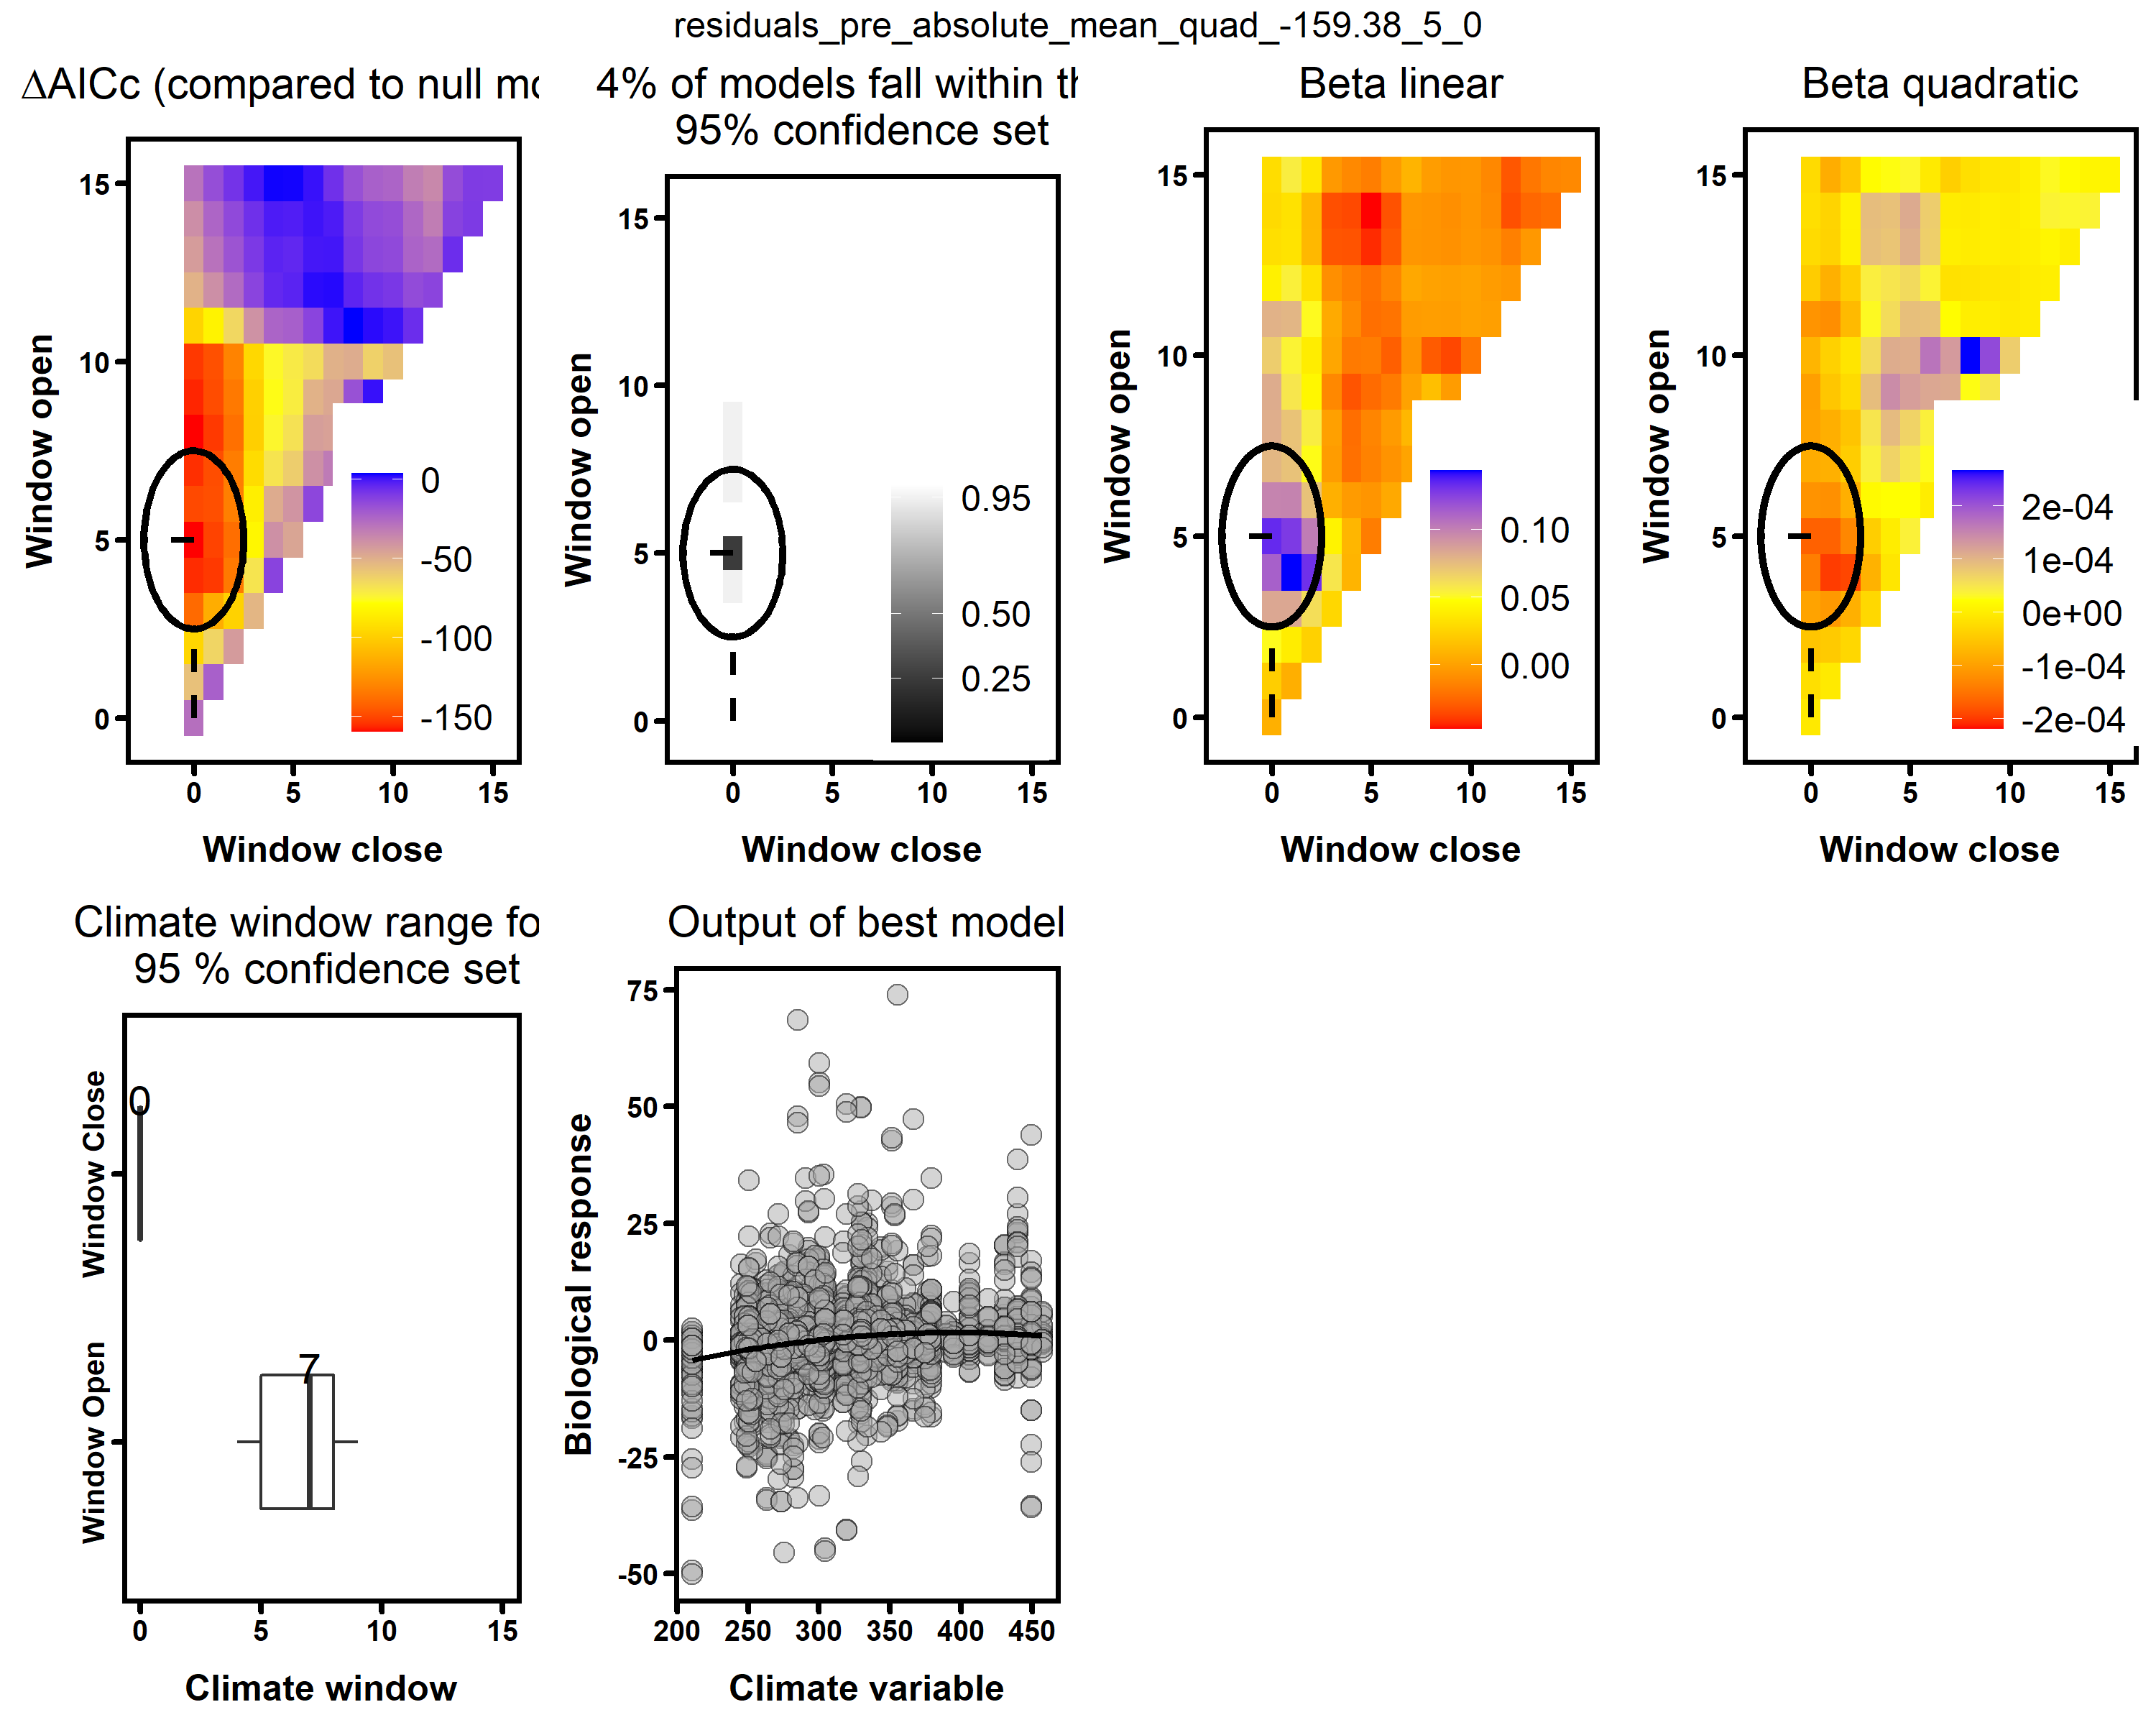 residuals_pre_absolute_mean_quad_-159.38_5_0
ΔAICc (compared to null mo
15
10
5
0
Window open
0
-50
-100
-150
0 5 10 15
Window close
4% of models fall within th
95% confidence set
15
10
5
0
Window open
0.95
0.50
0.25
0 5 10 15
Window close
Beta linear
15
10
5
0
Window open
0.10
0.05
0.00
0 5 10 15
Window close
Beta quadratic
15
10
5
0
Window open
2e-04
1e-04
0e+00
-1e-04
-2e-04
0 5 10 15
Window close
Climate window range fo
95 % confidence set
Window Close
0
Window Open
7
0 5 10 15
Climate window
Output of best model
75
50
25
0
-25
-50
Biological response
200 250 300 350 400 450
Climate variable